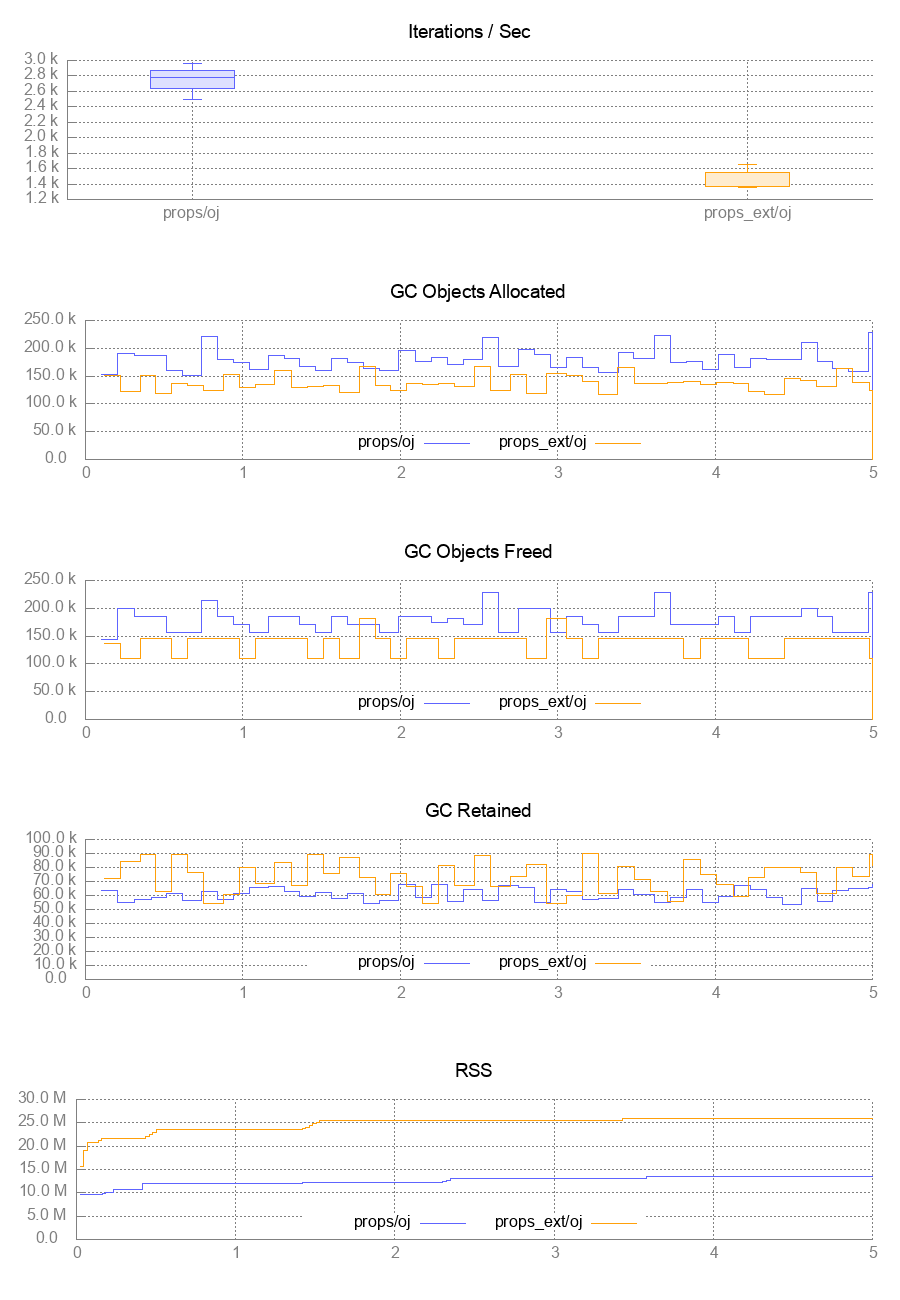 Iterations / Sec
3.0 k
2.8 k
2.6 k
2.4 k
2.2 k
2.0 k
1.8 k
1.6 k
1.4 k
1.2 k
props/oj props_ext/oj
GC Objects Allocated
250.0 k
200.0 k
150.0 k
100.0 k
50.0 k
props/oj props_ext/oj
0.0
0 1 2 3 4 5
GC Objects Freed
250.0 k
200.0 k
150.0 k
100.0 k
50.0 k
props/oj props_ext/oj
0.0
0 1 2 3 4 5
GC Retained
100.0 k
90.0 k
80.0 k
70.0 k
60.0 k
50.0 k
40.0 k
30.0 k
20.0 k
10.0 k props/oj props_ext/oj
0.0
0 1 2 3 4 5
RSS
30.0 M
25.0 M
20.0 M
15.0 M
10.0 M
5.0 M
props/oj props_ext/oj
0.0
0 1 2 3 4 5